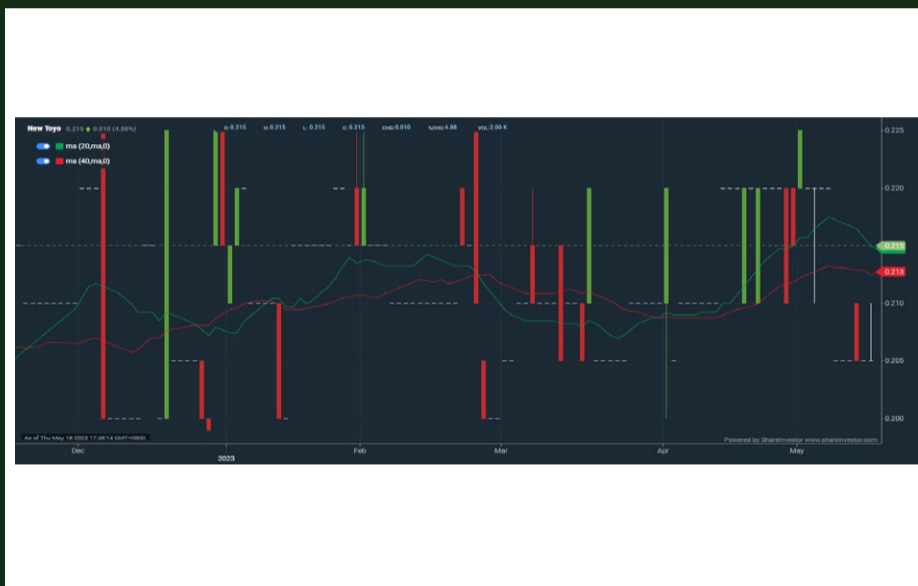 New Toyo 0.215 0.010 (4.88%) O: 0.215 H: 0.215 L: 0.215 C: 0.215 CHG: 0.010 %CHG: 4.88 VOL: 2.00 K
ma (20,ma,0)
ma (40,ma,0)
0.225
0.220
0.215
0.213
0.210
0.205
0.200
As of Thu May 18 2023 17:48:14 GMT+0800
Powered by ShareInvestor www.shareinvestor.com
Dec 2023 Feb Mar Apr May